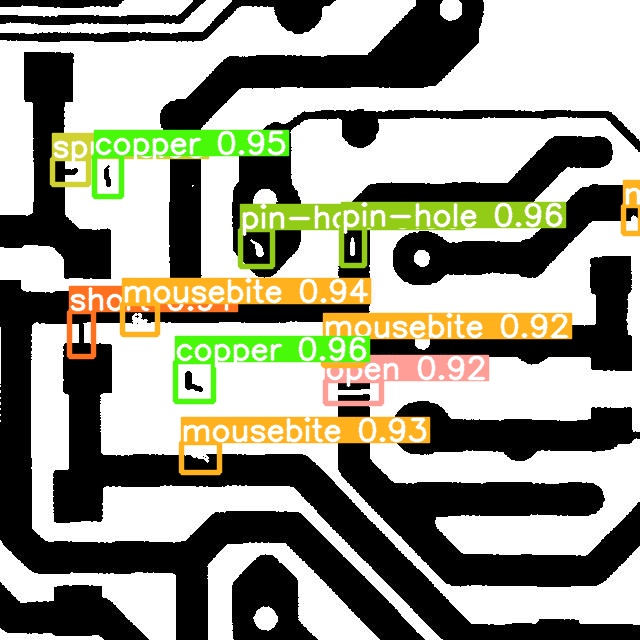 copper 0.95
pin-hole 0.96
mousebite 0.94
mousebite 0.92
copper 0.96
open 0.92
mousebite 0.93